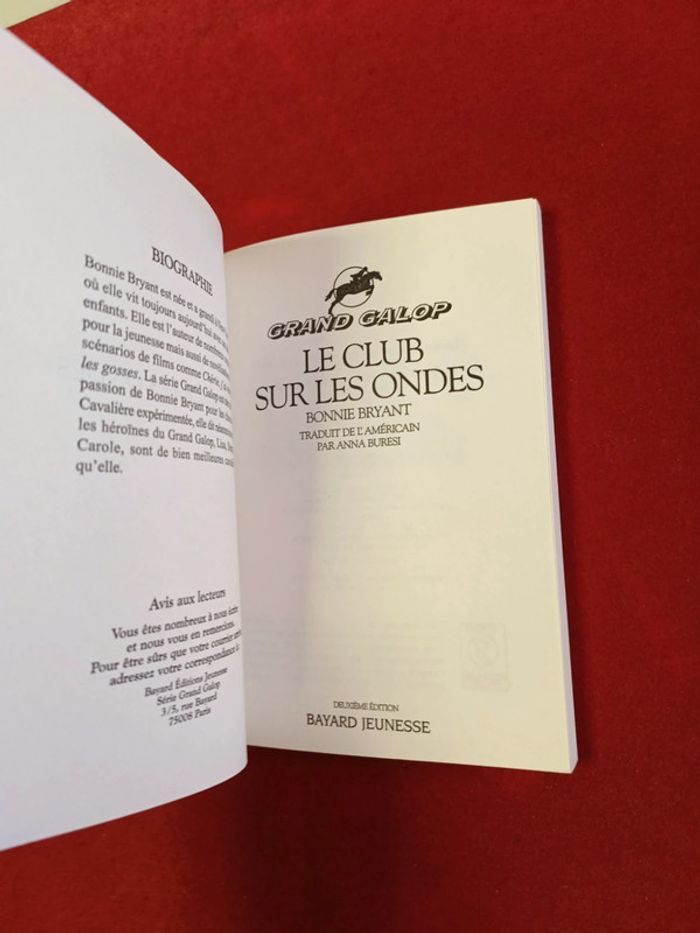 BIOGRAPHIE
Bonnie Bryant est née et a grandi à
où elle vit toujours aujourd'hui
enfants. Elle est l'auteur de nombreux
pour la jeunesse mais aussi de
scénarios de films comme Chérie, j'ai
les gosses. La série Grand Galop est
passion de Bonnie Bryant pour les
Cavalière expérimentée, elle dit
les héroïnes du Grand Galop, Lisa,
Carole, sont de bien meilleures
qu'elle.
Avis aux lecteurs
Vous êtes nombreux à nous écrire
et nous vous en remercions.
Pour être sûrs que votre courrier
adressez votre correspondance à
Bayard Éditions Jeunesse
Série Grand Galop
3/5, rue Bayard
75008 Paris
GRAND GALOP
LE CLUB
SUR LES ONDES
BONNIE BRYANT
TRADUIT DE L'AMÉRICAIN
PAR ANNA BURESI
DEUXIÈME ÉDITION
BAYARD JEUNESSE